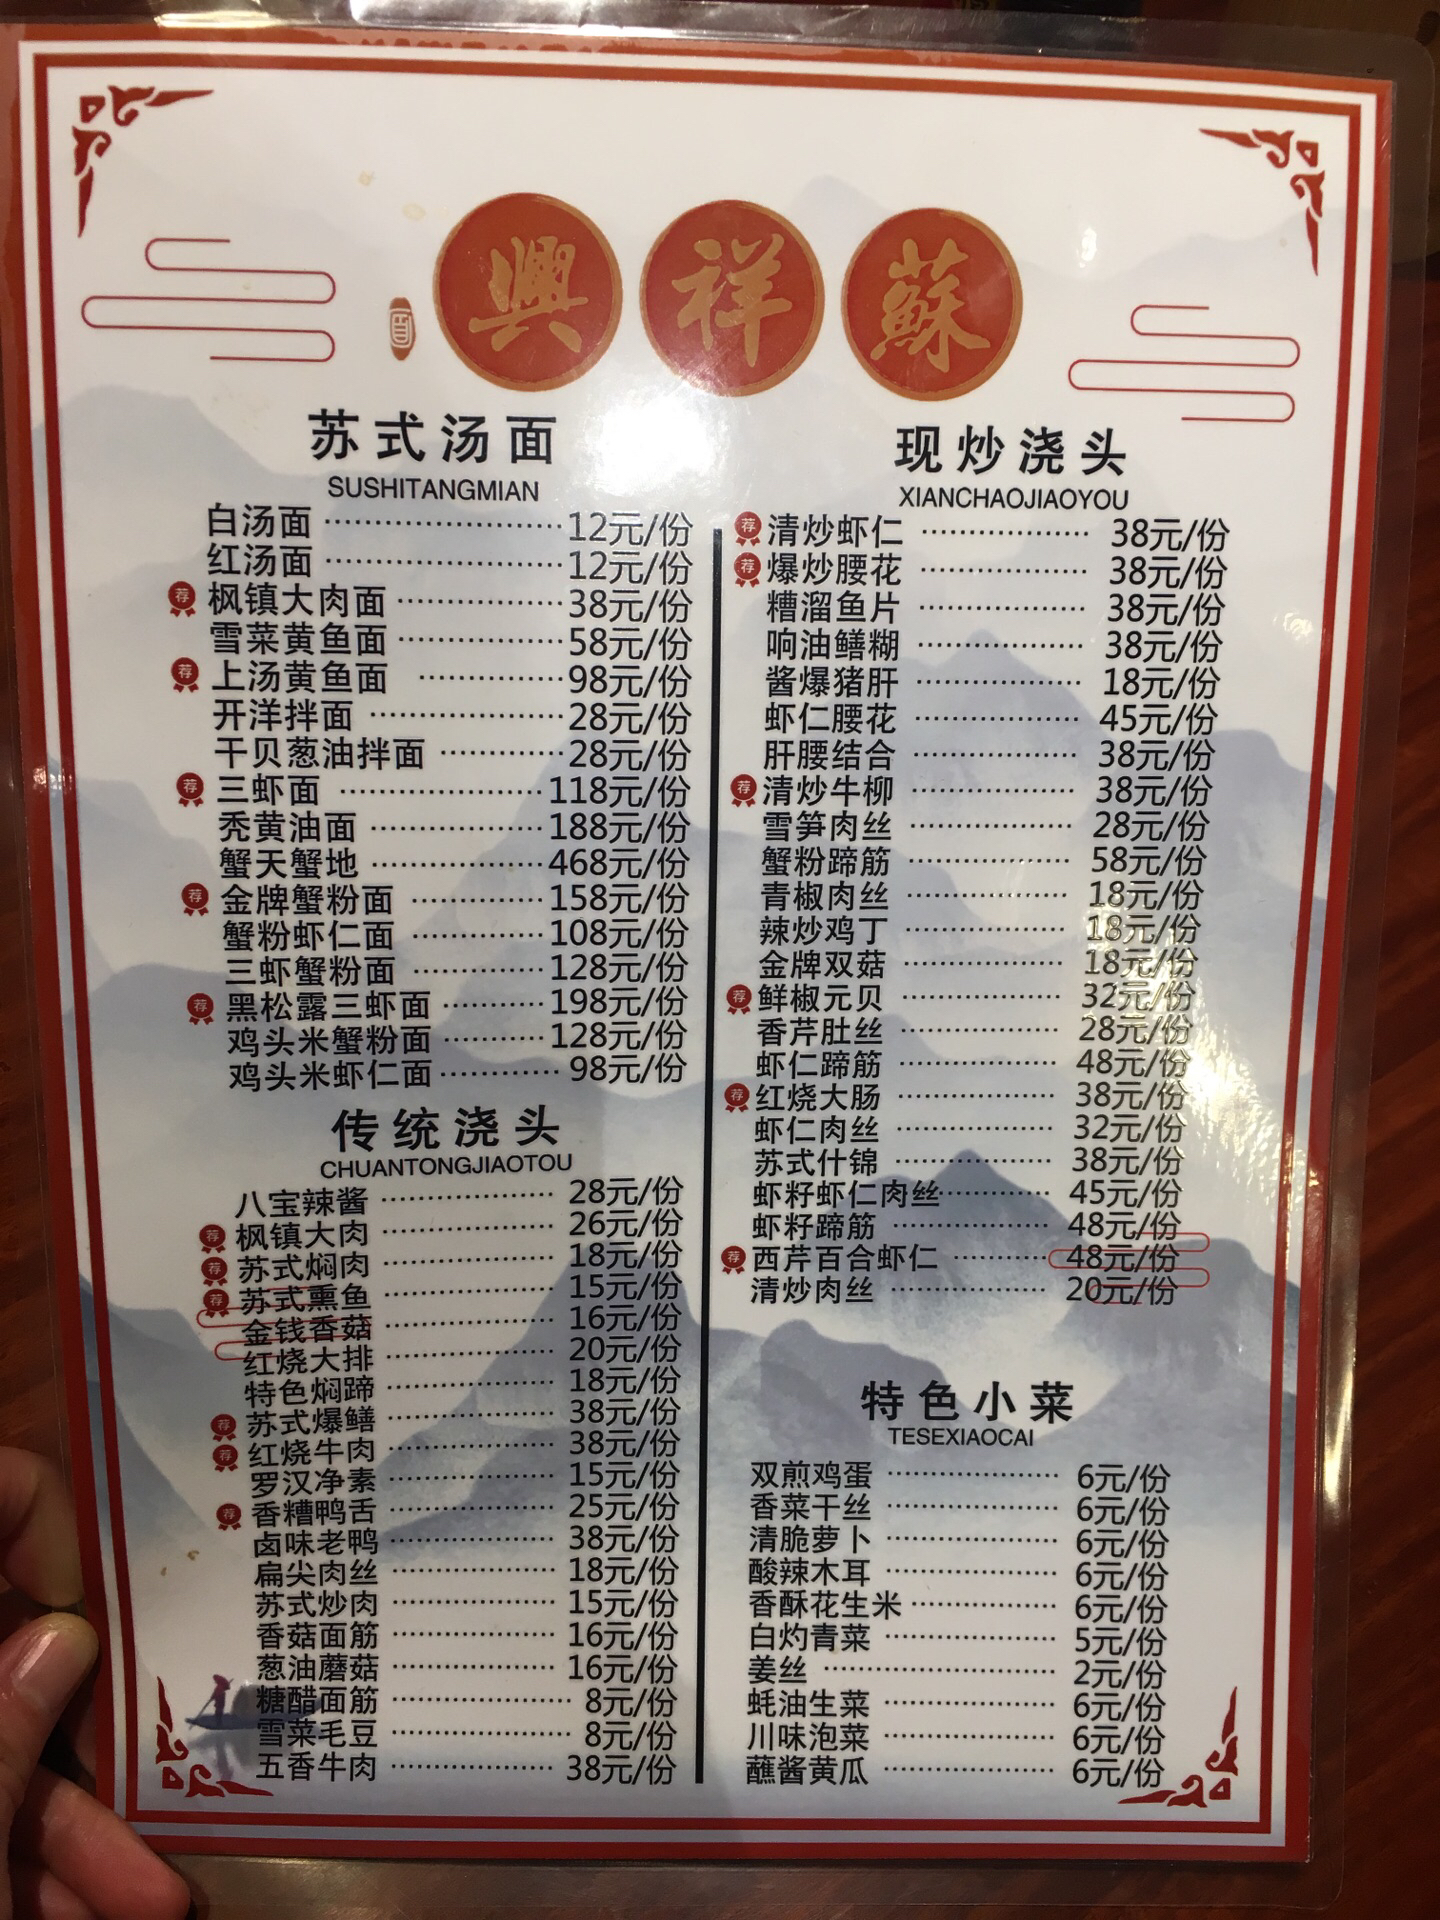 興祥蘇
面
苏式汤面
SUSHITANGMIAN
白汤面 12元/份
红汤面 12元/份
荐 枫镇大肉面 38元/份
雪菜黄鱼面 58元/份
荐 上汤黄鱼面 98元/份
开洋拌面 28元/份
干贝葱油拌面 28元/份
荐 三虾面 118元/份
秃黄油面 188元/份
蟹天蟹地 468元/份
荐 金牌蟹粉面 158元/份
蟹粉虾仁面 108元/份
三虾蟹粉面 128元/份
荐 黑松露三虾面 198元/份
鸡头米蟹粉面 128元/份
鸡头米虾仁面 98元/份
传统浇头
CHUANTONGJIAOTOU
八宝辣酱 28元/份
荐 枫镇大肉 26元/份
荐 苏式焖肉 18元/份
荐 苏式熏鱼 15元/份
金钱香菇 16元/份
红烧大排 20元/份
特色焖蹄 18元/份
荐 苏式爆鳝 38元/份
荐 红烧牛肉 38元/份
罗汉净素 15元/份
荐 香糟鸭舌 25元/份
卤味老鸭 38元/份
扁尖肉丝 18元/份
苏式炒肉 15元/份
香菇面筋 16元/份
葱油蘑菇 16元/份
糖醋面筋 8元/份
雪菜毛豆 8元/份
五香牛肉 38元/份
现炒浇头
XIANCHAOJIAOYOU
荐 清炒虾仁 38元/份
荐 爆炒腰花 38元/份
糟溜鱼片 38元/份
响油鳝糊 38元/份
酱爆猪肝 18元/份
虾仁腰花 45元/份
肝腰结合 38元/份
荐 清炒牛柳 38元/份
雪笋肉丝 28元/份
蟹粉蹄筋 58元/份
青椒肉丝 18元/份
辣炒鸡丁 18元/份
金牌双菇 18元/份
荐 鲜椒元贝 32元/份
香芹肚丝 28元/份
虾仁蹄筋 48元/份
荐 红烧大肠 38元/份
虾仁肉丝 32元/份
苏式什锦 38元/份
虾籽虾仁肉丝 45元/份
虾籽蹄筋 48元/份
荐 西芹百合虾仁 48元/份
清炒肉丝 20元/份
特色小菜
TESEXIAOCAI
双煎鸡蛋 6元/份
香菜干丝 6元/份
清脆萝卜 6元/份
酸辣木耳 6元/份
香酥花生米 6元/份
白灼青菜 5元/份
姜丝 2元/份
蚝油生菜 6元/份
川味泡菜 6元/份
蘸酱黄瓜 6元/份